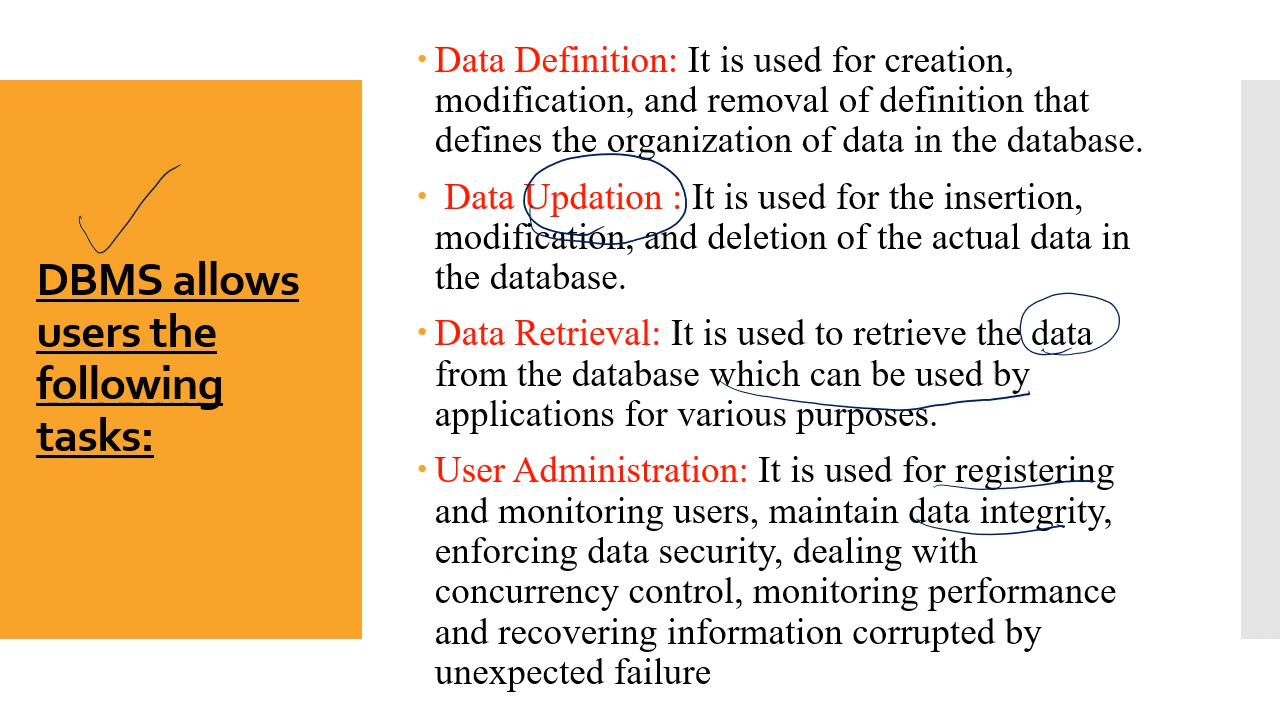 DBMS allows
users the
following
tasks:
• Data Definition: It is used for creation,
modification, and removal of definition that
defines the organization of data in the database.
• Data Updation : It is used for the insertion,
modification, and deletion of the actual data in
the database.
• Data Retrieval: It is used to retrieve the data
from the database which can be used by
applications for various purposes.
• User Administration: It is used for registering
and monitoring users, maintain data integrity,
enforcing data security, dealing with
concurrency control, monitoring performance
and recovering information corrupted by
unexpected failure